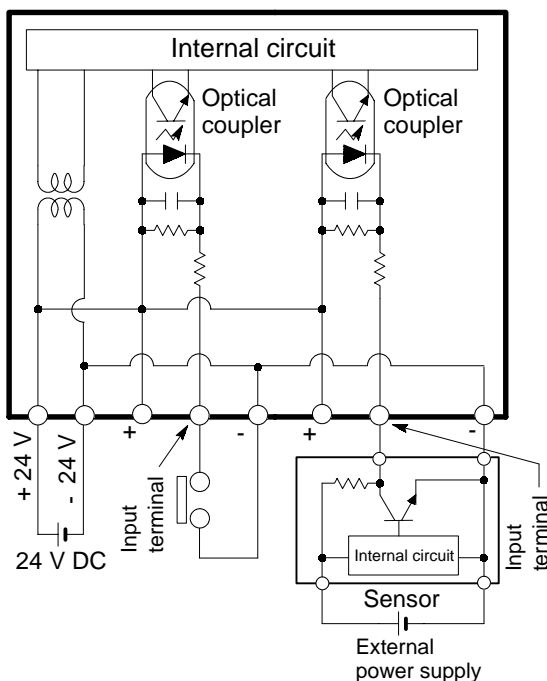 Internal circuit
Optical
coupler
Optical
coupler
+ 24 V
- 24 V
+
-
+
-
24 V DC
Input
terminal
Input
terminal
Internal circuit
Sensor
External
power supply